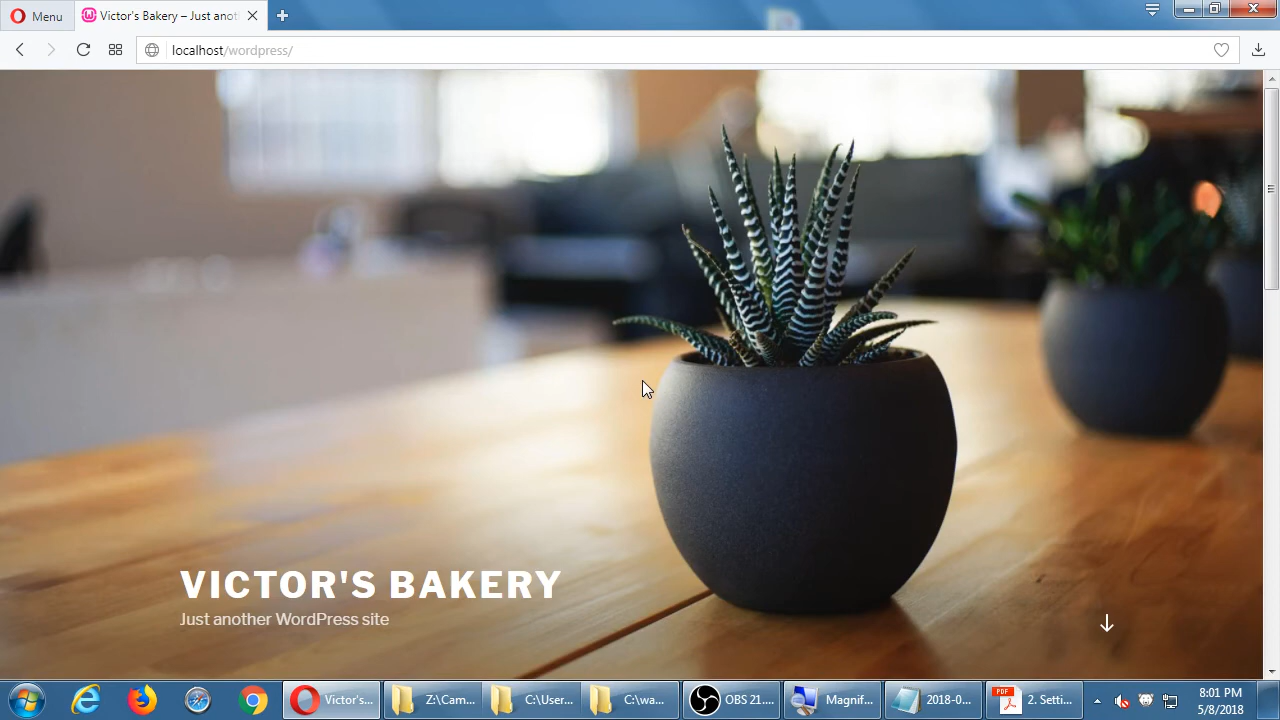 Menu
Victor's Bakery – Just anot
localhost/wordpress/
VICTOR'S BAKERY
Just another WordPress site
Victor's...
Z:\Cam...
C:\User...
C:\wa...
OBS 21....
Magnif...
2018-0...
PDF
2. Setti...
8:01 PM
5/8/2018